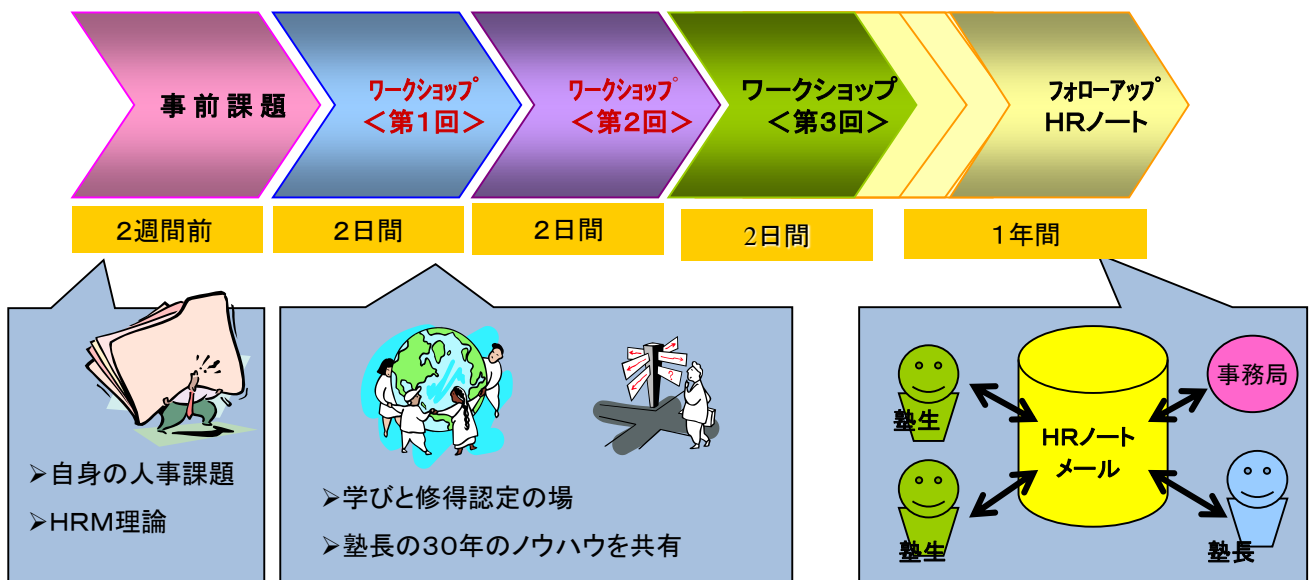 事前課題
ワークショップ
＜第１回＞
ワークショップ
＜第２回＞
ワークショップ
＜第３回＞
フォローアップ
ＨＲノート
２週間前
２日間
２日間
2日間
１年間
➢自身の人事課題
➢ＨＲＭ理論
?
➢学びと修得認定の場
➢塾長の３０年のノウハウを共有
塾生
塾生
ＨＲノート
メール
事務局
塾長